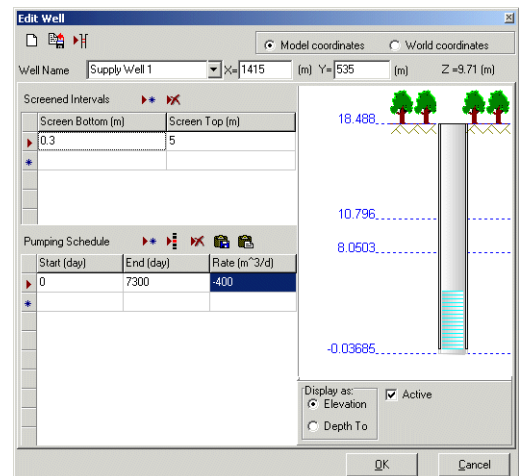 Edit Well
Model coordinates World coordinates
Well Name Supply Well 1 X= 1415 (m) Y= 535 (m) Z =9.71 (m)
Screened Intervals
Screen Bottom (m) Screen Top (m)
0.3 5
Pumping Schedule
Start (day) End (day) Rate (m^3/d)
0 7300 -400
18.488
10.796
8.0503
-0.03685
Display as:
Elevation
Active
Depth To
OK Cancel